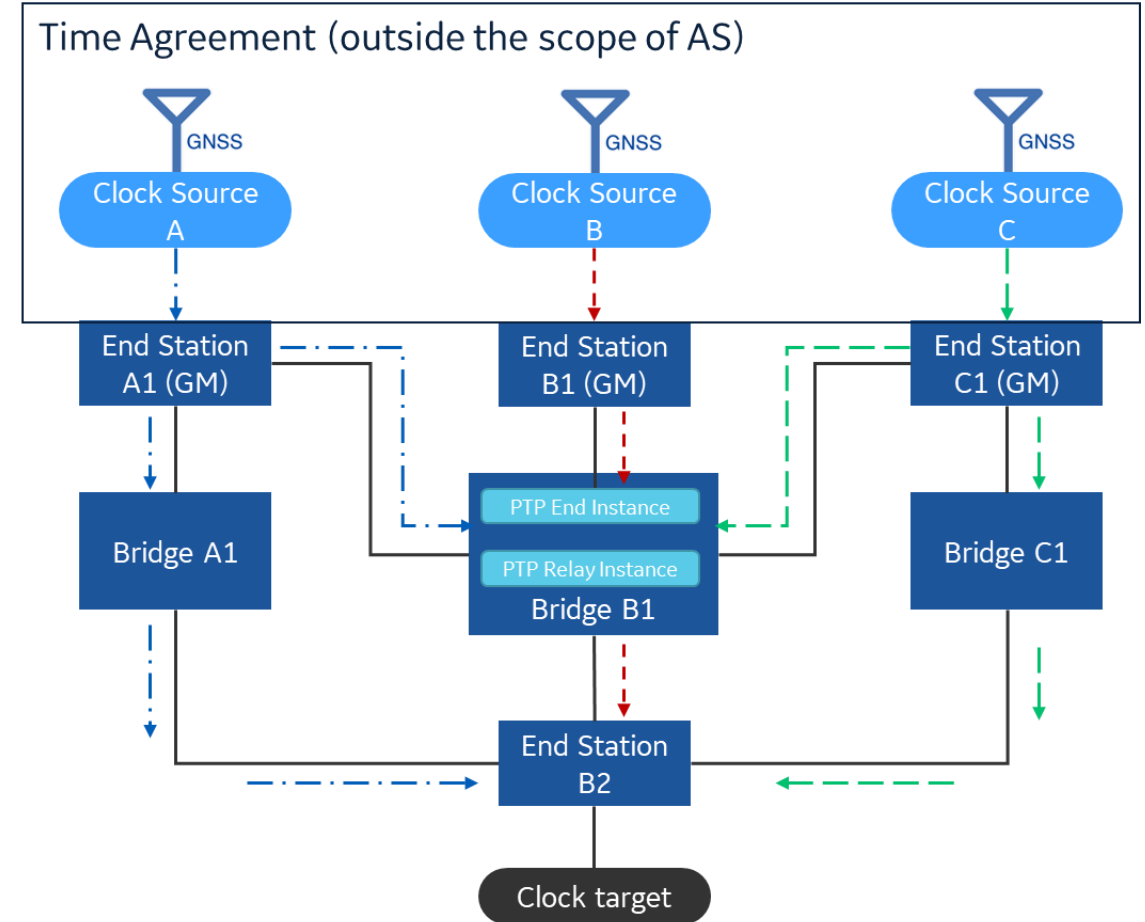 Time Agreement (outside the scope of AS)
GNSS
GNSS
GNSS
Clock Source
A
Clock Source
B
Clock Source
C
End Station
A1 (GM)
End Station
B1 (GM)
End Station
C1 (GM)
PTP End Instance
PTP Relay Instance
Bridge A1
Bridge B1
Bridge C1
End Station
B2
Clock target